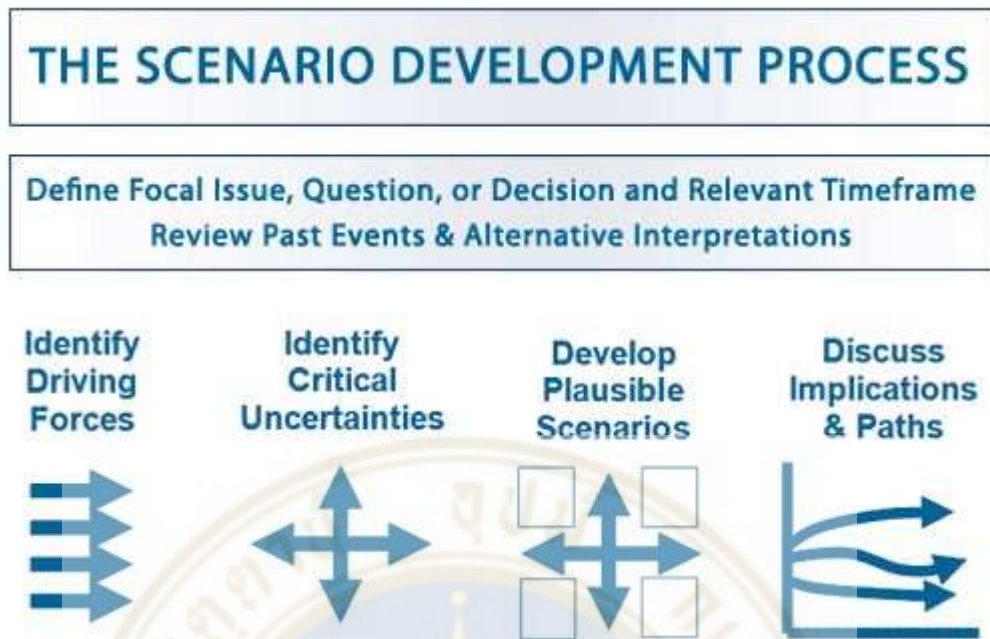 THE SCENARIO DEVELOPMENT PROCESS
Define Focal Issue, Question, or Decision and Relevant Timeframe
Review Past Events & Alternative Interpretations
Identify
Driving
Forces
Identify
Critical
Uncertainties
Develop
Plausible
Scenarios
Discuss
Implications
& Paths